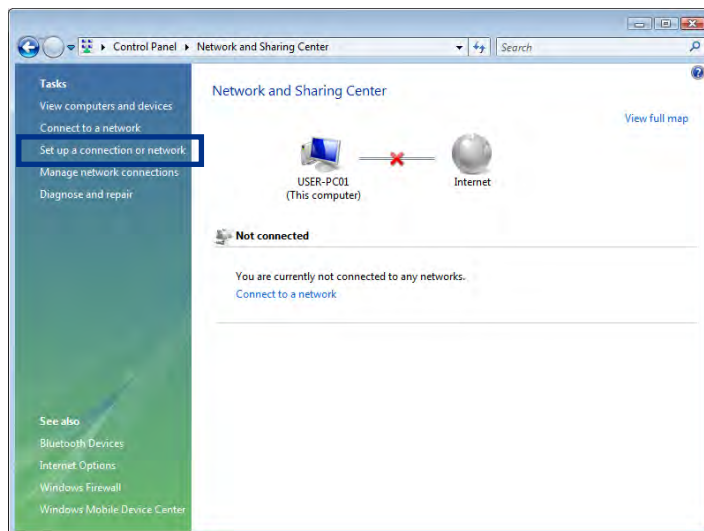 Control Panel Network and Sharing Center
Search
Tasks
View computers and devices
Connect to a network
Set up a connection or network
Manage network connections
Diagnose and repair
Network and Sharing Center
View full map
USER-PC01
(This computer)
Internet
Not connected
You are currently not connected to any networks.
Connect to a network
See also
Bluetooth Devices
Internet Options
Windows Firewall
Windows Mobile Device Center